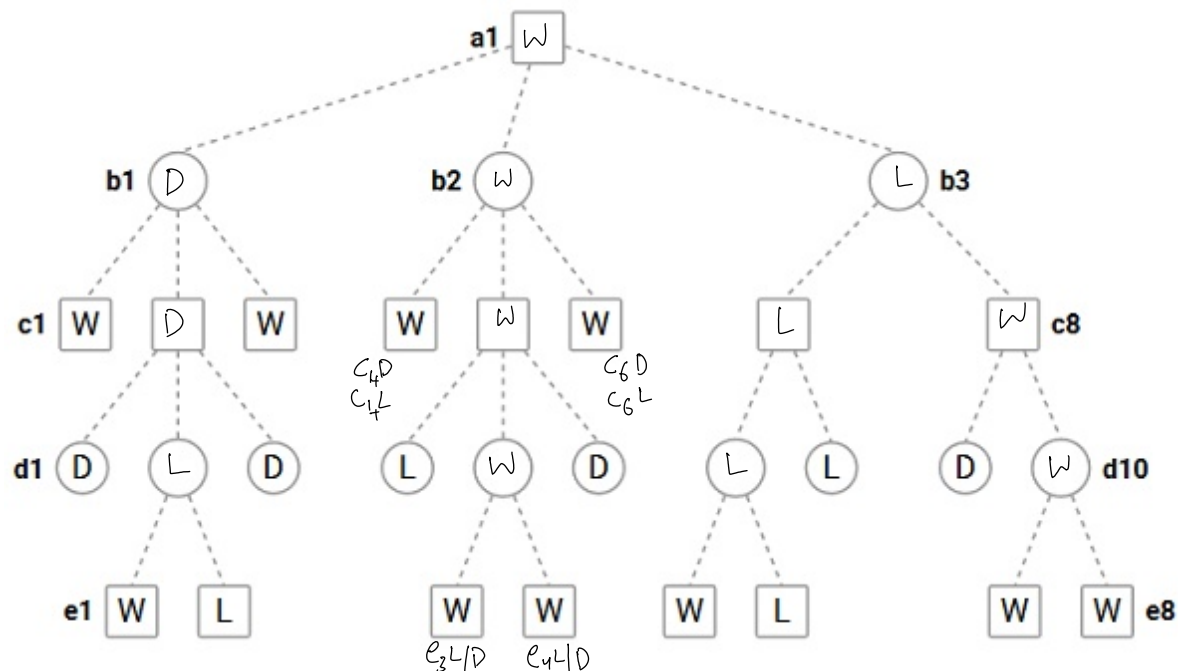 a1 W
b1 D b2 W L b3
c1 W D W W W W L W c8
C4D C6D
C4L C6L
d1 D L D L W D L L D W d10
e1 W L W W W L W W e8
e3L/D e4L/D